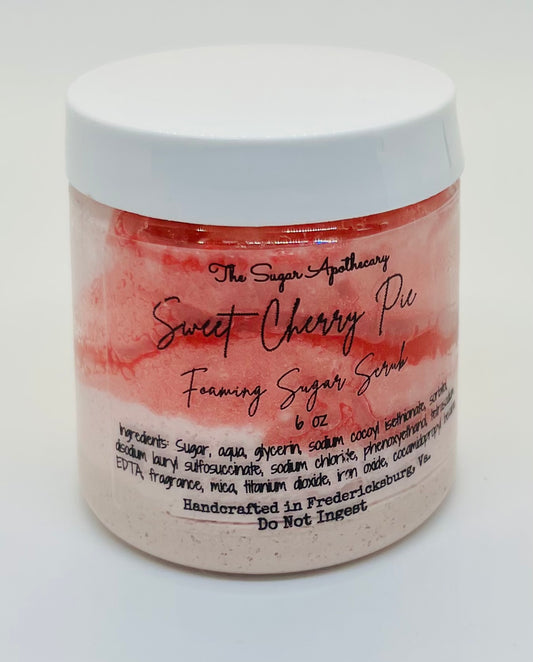 The Sugar Apothecary
Sweet Cherry Pie
Foaming Sugar Scrub
6 oz
Ingredients: Sugar, aqua, glycerin, sodium cocoyl isethionate, sorbitol,
disodium lauryl sulfosuccinate, sodium chloride, phenoxyethanol, tetrasodium
EDTA, fragrance, mica, titanium dioxide, iron oxide, cocamidopropyl
Handcrafted in Fredericksburg, Va.
Do Not Ingest